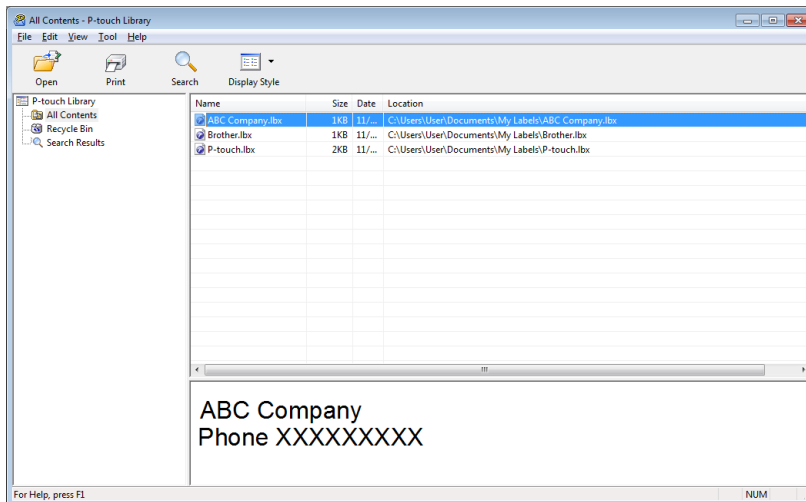 All Contents - P-touch Library
File Edit View Tool Help
Open Print Search Display Style
P-touch Library
All Contents
Recycle Bin
Search Results
Name Size Date Location
ABC Company.lbx 1KB 11/... C:\Users\User\Documents\My Labels\ABC Company.lbx
Brother.lbx 1KB 11/... C:\Users\User\Documents\My Labels\Brother.lbx
P-touch.lbx 2KB 11/... C:\Users\User\Documents\My Labels\P-touch.lbx
ABC Company
Phone XXXXXXXXX
For Help, press F1 NUM